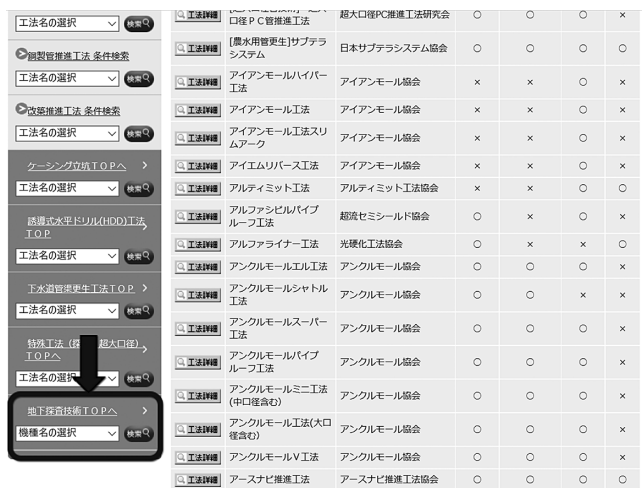 工法名の選択 検索
鋼製管推進工法 条件検索
工法名の選択 検索
改築推進工法 条件検索
工法名の選択 検索
ケーシング立坑TOPへ
工法名の選択 検索
誘導式水平ドリル(HDD)工法
TOP
工法名の選択 検索
下水道管渠更生工法TOP
工法名の選択 検索
特殊工法
超大口径)
TOPへ
工法名の選択 検索
地下探査技術TOPへ
機種名の選択 検索
口径PC管推進工法
工法詳細 超大口径PC推進工法研究会 ○ ○ ○ ×
[農水用管更生]サブテラ
システム
工法詳細 日本サブテラシステム協会 ○ ○ ○ ○
アイアンモールハイパー
工法
工法詳細 アイアンモール協会 × × ○ ×
工法詳細 アイアンモール工法 アイアンモール協会 × × ○ ×
アイアンモール工法スリ
ムアーク
工法詳細 アイアンモール協会 × × ○ ×
工法詳細 アイエムリバース工法 アイアンモール協会 × × ○ ×
工法詳細 アルティミット工法 アルティミット工法協会 × × ○ ○
アルファシビルパイプ
ルーフ工法
工法詳細 超流セミシールド協会 ○ × ○ ×
工法詳細 アルファライナー工法 光硬化工法協会 ○ × × ○
工法詳細 アンクルモールエル工法 アンクルモール協会 ○ ○ ○ ×
アンクルモールシャトル
工法
工法詳細 アンクルモール協会 ○ ○ × ×
アンクルモールスーパー
工法
工法詳細 アンクルモール協会 ○ ○ ○ ×
アンクルモールパイプ
ルーフ工法
工法詳細 アンクルモール協会 ○ ○ ○ ×
アンクルモールミニ工法
(中口径含む)
工法詳細 アンクルモール協会 ○ ○ ○ ×
アンクルモール工法(大口
径含む)
工法詳細 アンクルモール協会 ○ ○ ○ ×
工法詳細 アンクルモールV工法 アンクルモール協会 ○ ○ ○ ×
工法詳細 アースナビ推進工法 アースナビ推進工法協会 ○ ○ ○ ○